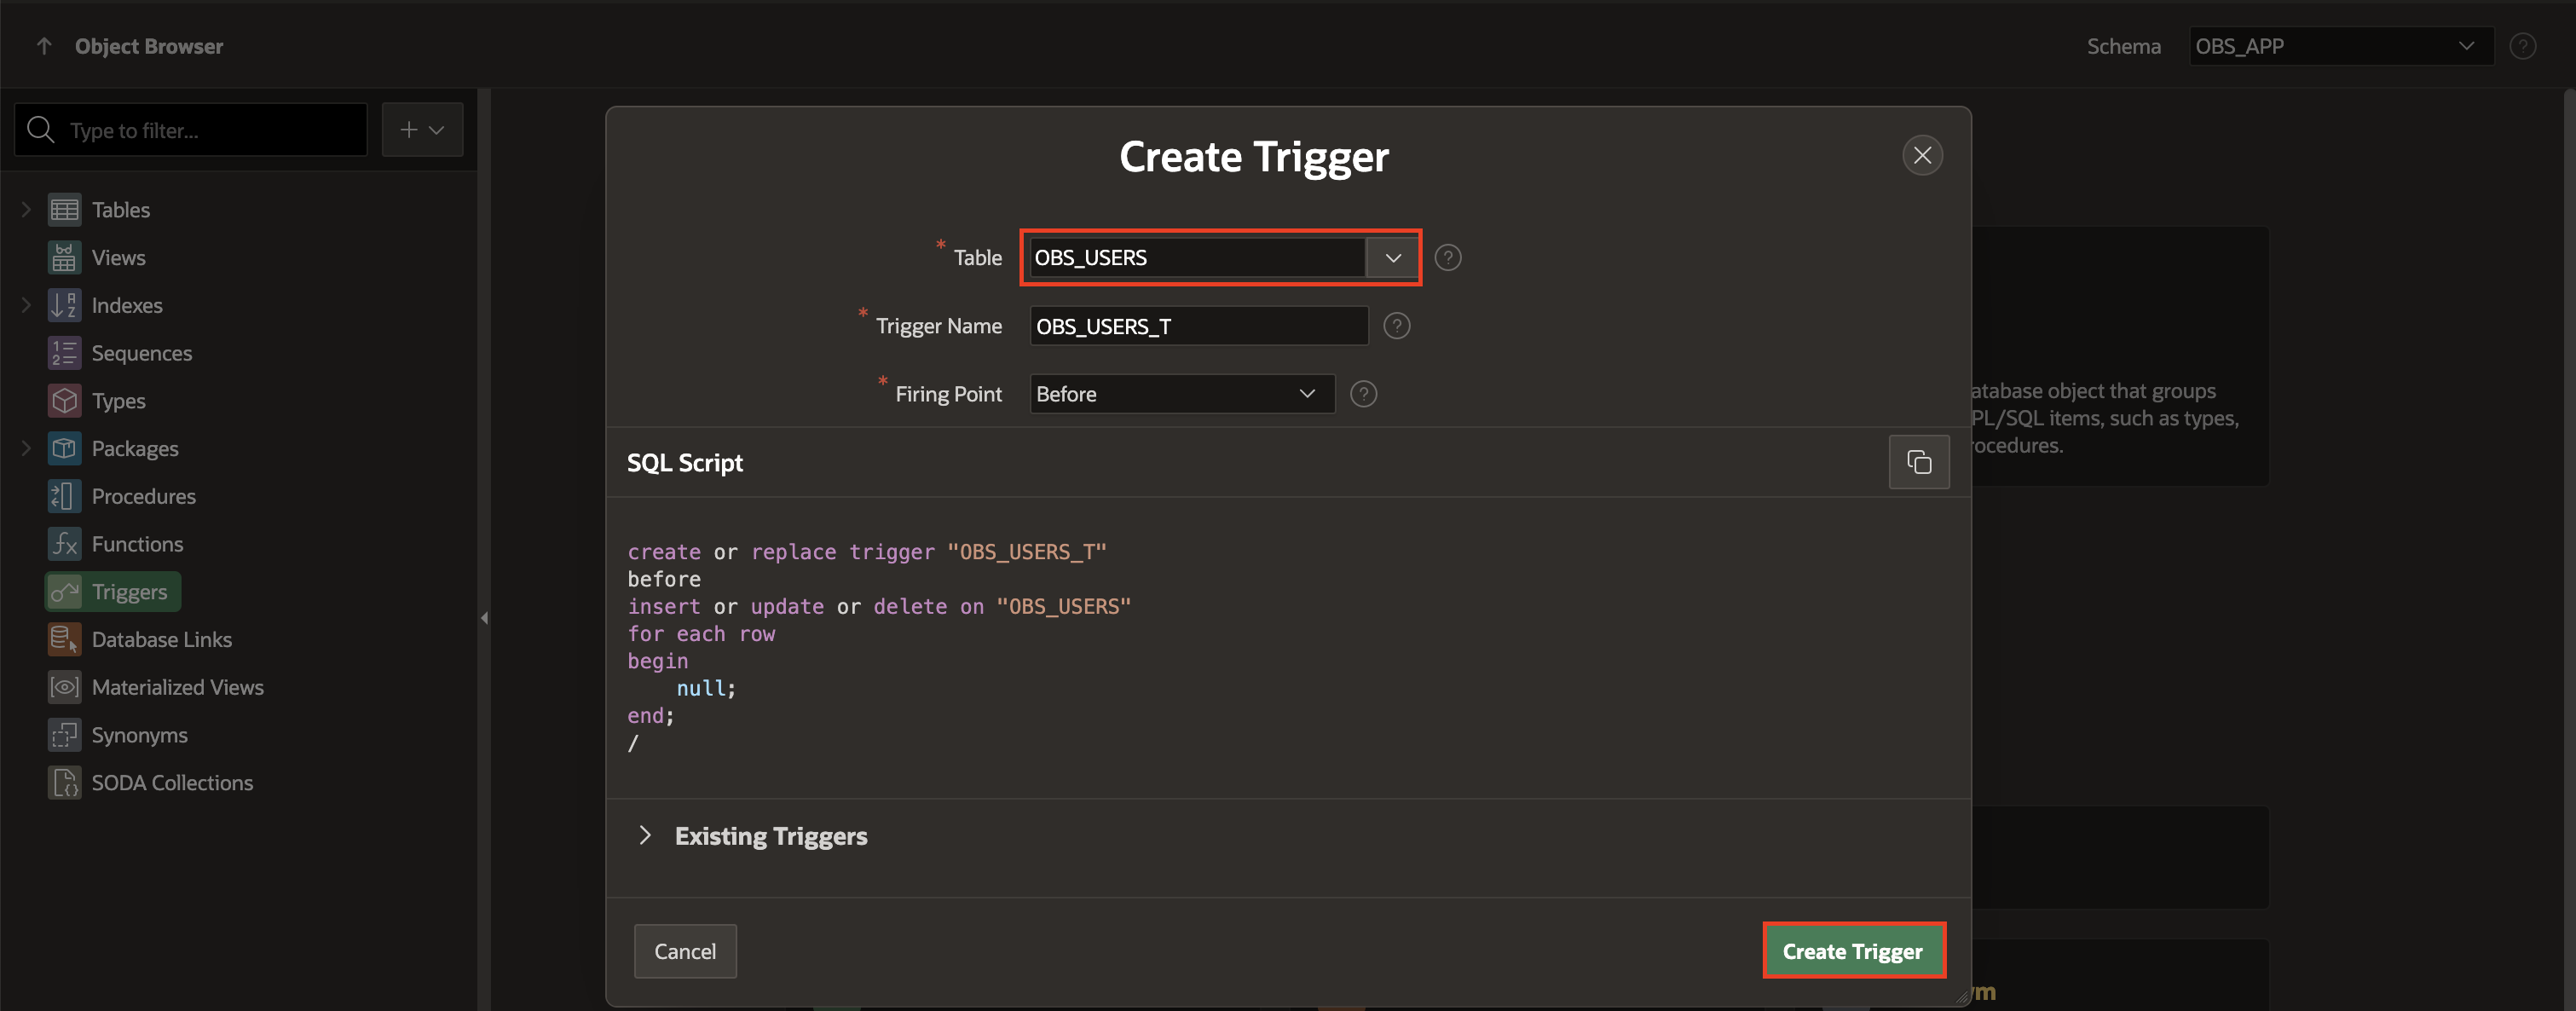 Object Browser
Schema OBS_APP
Type to filter...
Tables
Views
Indexes
Sequences
Types
Packages
Procedures
Functions
Triggers
Database Links
Materialized Views
Synonyms
SODA Collections
Create Trigger
* Table OBS_USERS
* Trigger Name OBS_USERS_T
* Firing Point Before
SQL Script
create or replace trigger "OBS_USERS_T"
before
insert or update or delete on "OBS_USERS"
for each row
begin
    null;
end;
/
Existing Triggers
Cancel
Create Trigger
atabase object that groups
PL/SQL items, such as types,
rocedures.